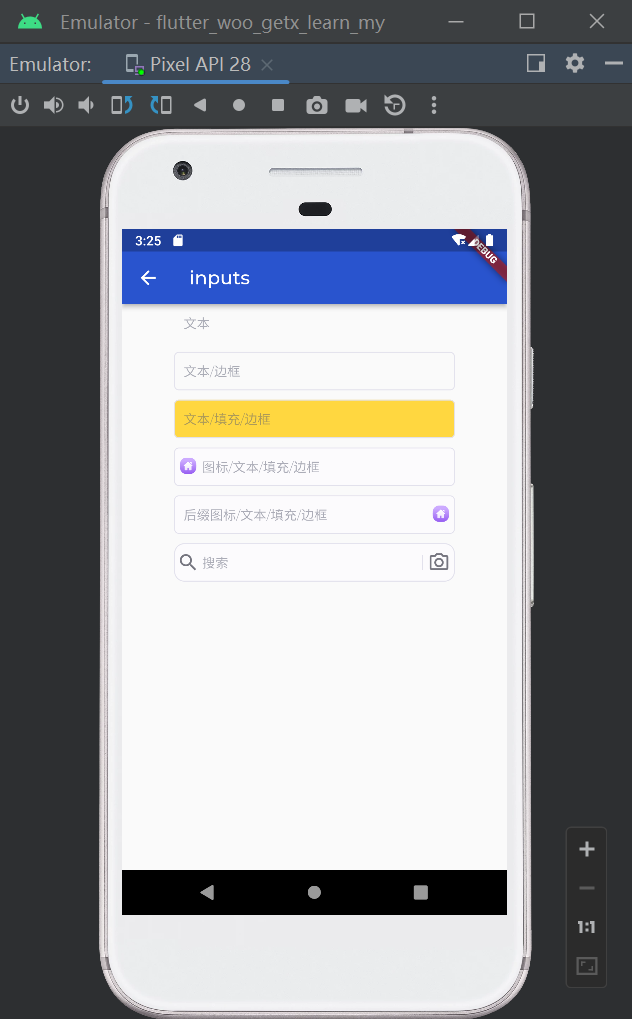 Emulator - flutter_woo_getx_learn_my
Emulator: Pixel API 28
3:25
DEBUG
inputs
文本
文本/边框
文本/填充/边框
图标/文本/填充/边框
后缀图标/文本/填充/边框
搜索
1:1